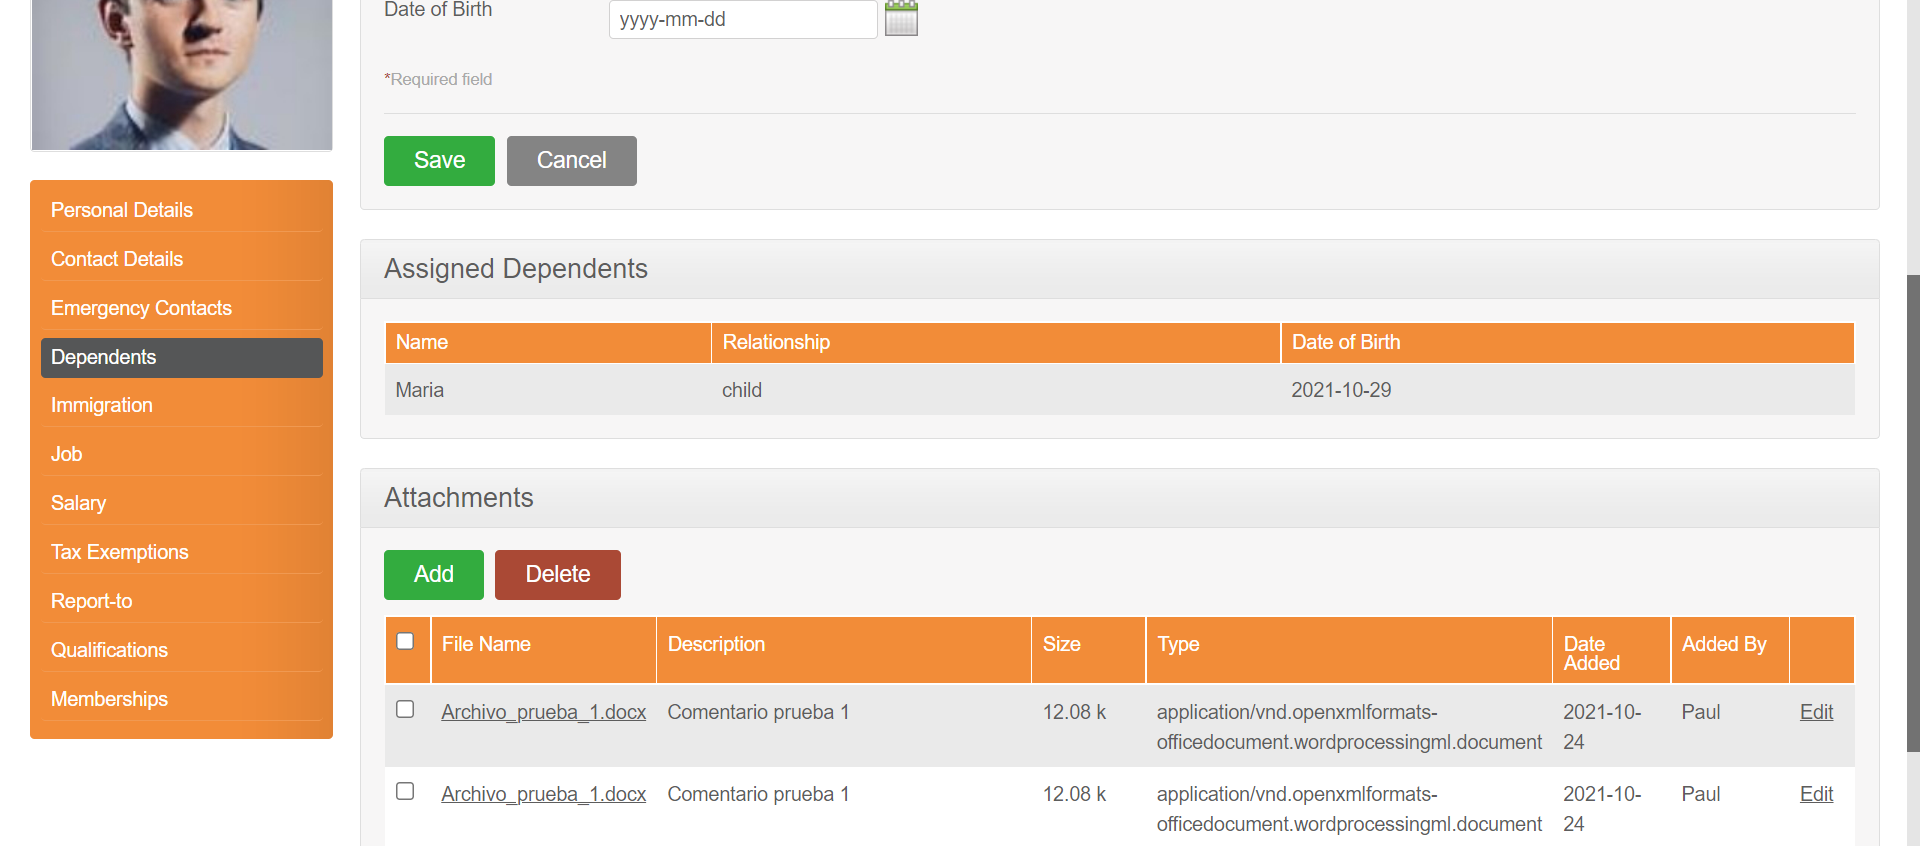 Date of Birth
yyyy-mm-dd
*Required field
Save Cancel
Personal Details
Contact Details
Emergency Contacts
Dependents
Immigration
Job
Salary
Tax Exemptions
Report-to
Qualifications
Memberships
Assigned Dependents
Name Relationship Date of Birth
Maria child 2021-10-29
Attachments
Add Delete
File Name Description Size Type Date Added Added By
Archivo_prueba_1.docx Comentario prueba 1 12.08 k application/vnd.openxmlformats- 2021-10- Paul Edit
officedocument.wordprocessingml.document 24
Archivo_prueba_1.docx Comentario prueba 1 12.08 k application/vnd.openxmlformats- 2021-10- Paul Edit
officedocument.wordprocessingml.document 24